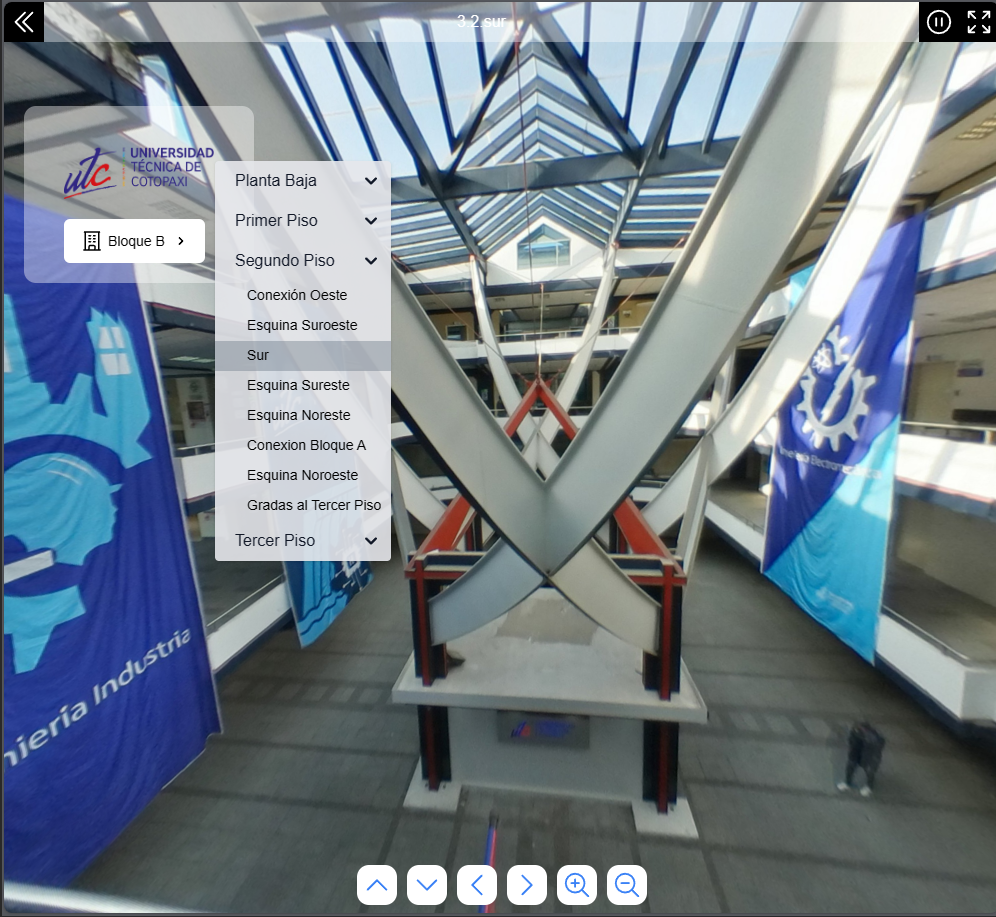 3.2.sur
utc
UNIVERSIDAD
TÉCNICA DE
COTOPAXI
Bloque B
Planta Baja
Primer Piso
Segundo Piso
Conexión Oeste
Esquina Suroeste
Sur
Esquina Sureste
Esquina Noreste
Conexion Bloque A
Esquina Noroeste
Gradas al Tercer Piso
Tercer Piso
niería Industria
utc